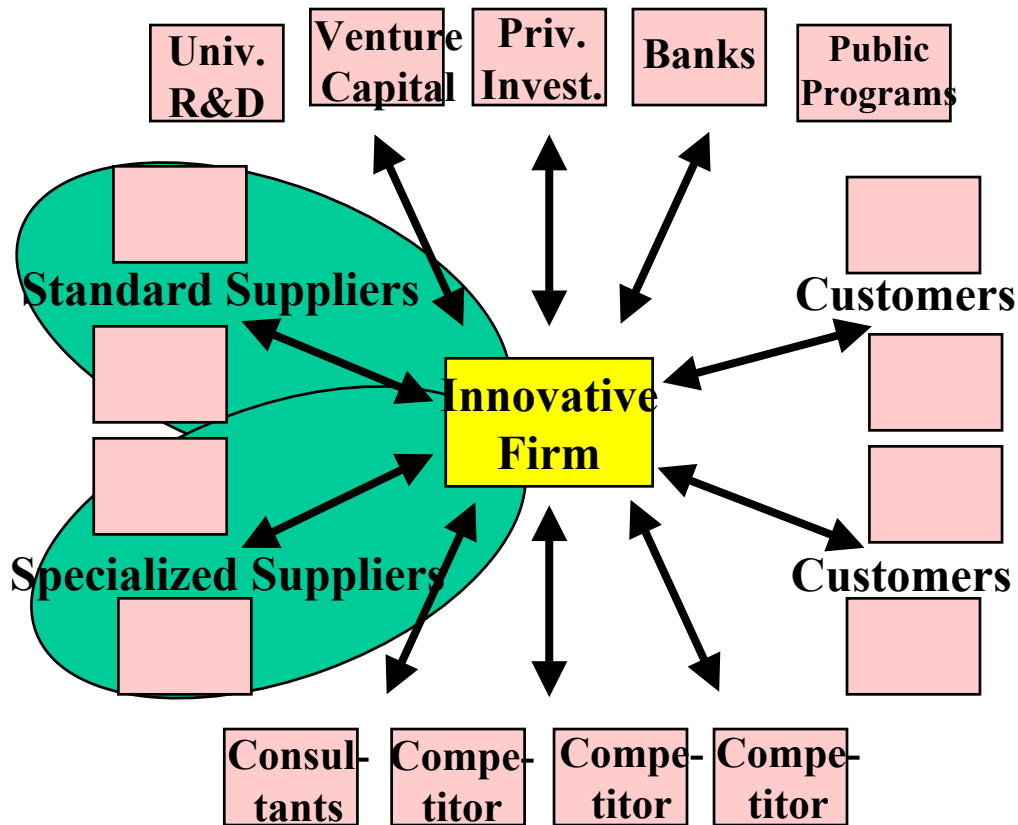 Univ.
R&D
Venture
Capital
Priv.
Invest.
Banks
Public
Programs
Standard Suppliers
Customers
Innovative
Firm
Specialized Suppliers
Customers
Consul-
tants
Compe-
titor
Compe-
titor
Compe-
titor